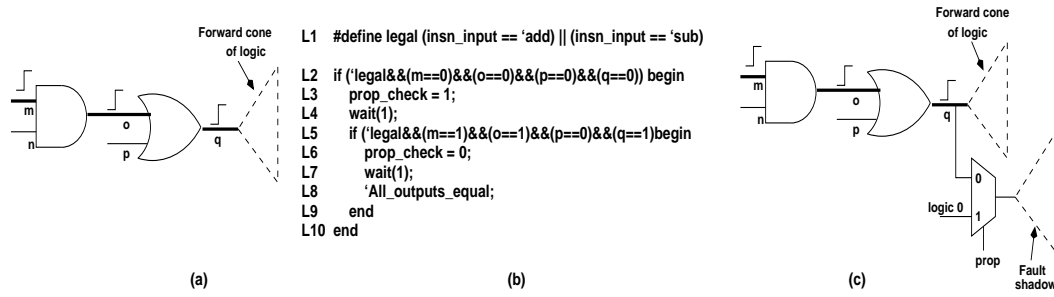 Forward cone
of logic
m
n
o
p
q
(a)
L1 #define legal (insn_input == ‘add) || (insn_input == ‘sub)
L2 if (‘legal&&(m==0)&&(o==0)&&(p==0)&&(q==0)) begin
L3 prop_check = 1;
L4 wait(1);
L5 if (‘legal&&(m==1)&&(o==1)&&(p==0)&&(q==1)begin
L6 prop_check = 0;
L7 wait(1);
L8 ‘All_outputs_equal;
L9 end
L10 end
(b)
Forward cone
of logic
m
n
o
p
q
0
logic 0
1
prop
Fault
shadow
(c)